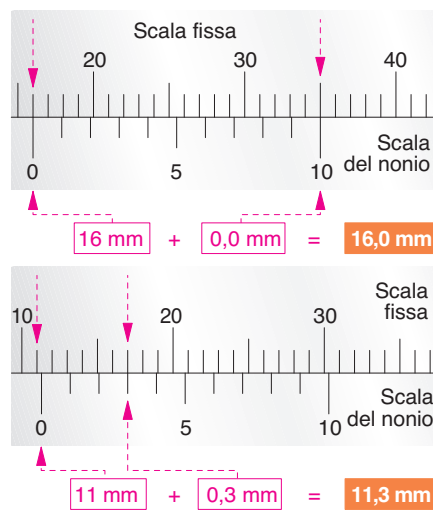 Scala fissa
20 30 40
0 5 10
Scala
del nonio
16 mm + 0,0 mm = 16,0 mm
Scala
fissa
10 20 30
0 5 10
Scala
del nonio
11 mm + 0,3 mm = 11,3 mm